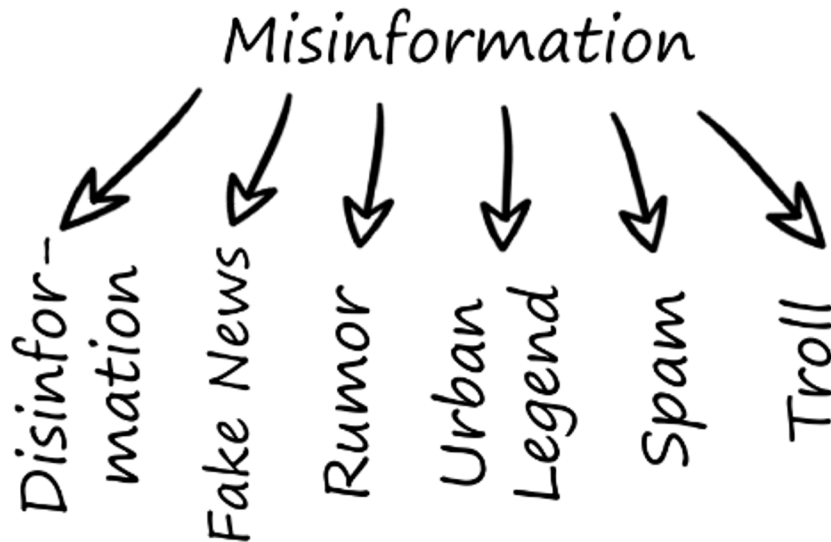 Misinformation
Disinfor-
mation
Fake News
Rumor
Urban
Legend
Spam
Troll